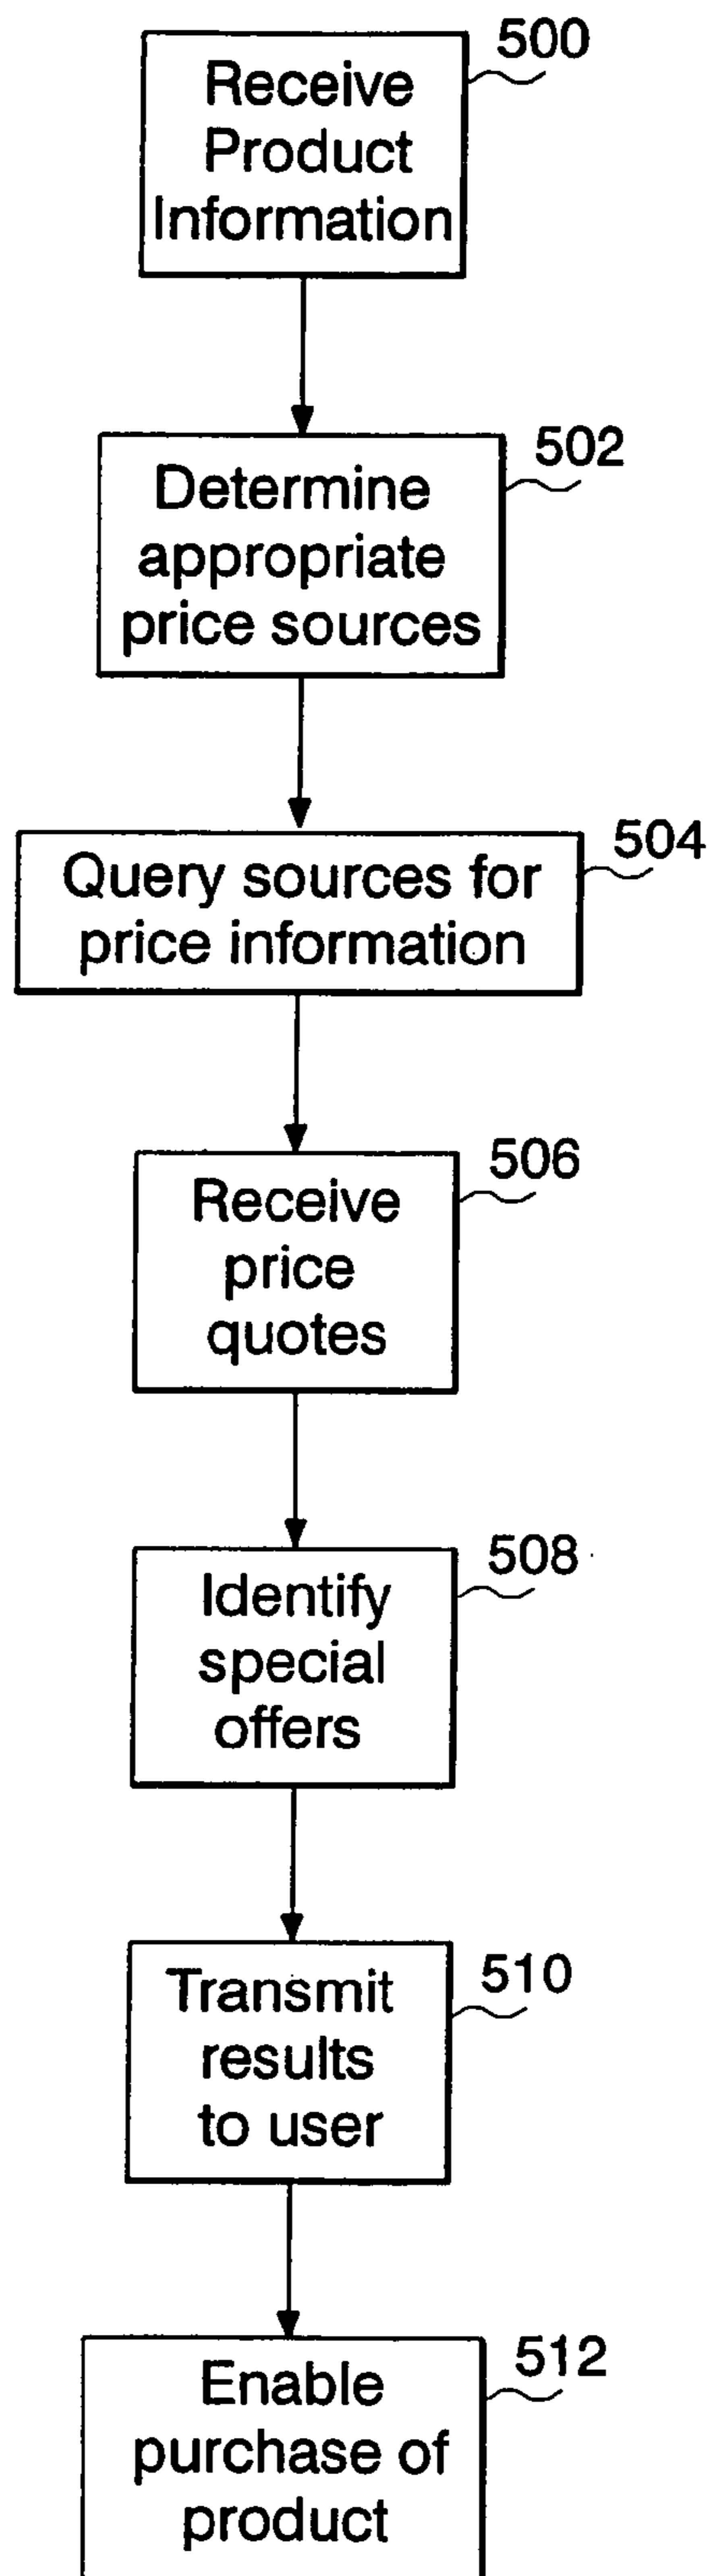 500
Receive
Product
Information
502
Determine
appropriate
price sources
504
Query sources for
price information
506
Receive
price
quotes
508
Identify
special
offers
510
Transmit
results
to user
512
Enable
purchase of
product